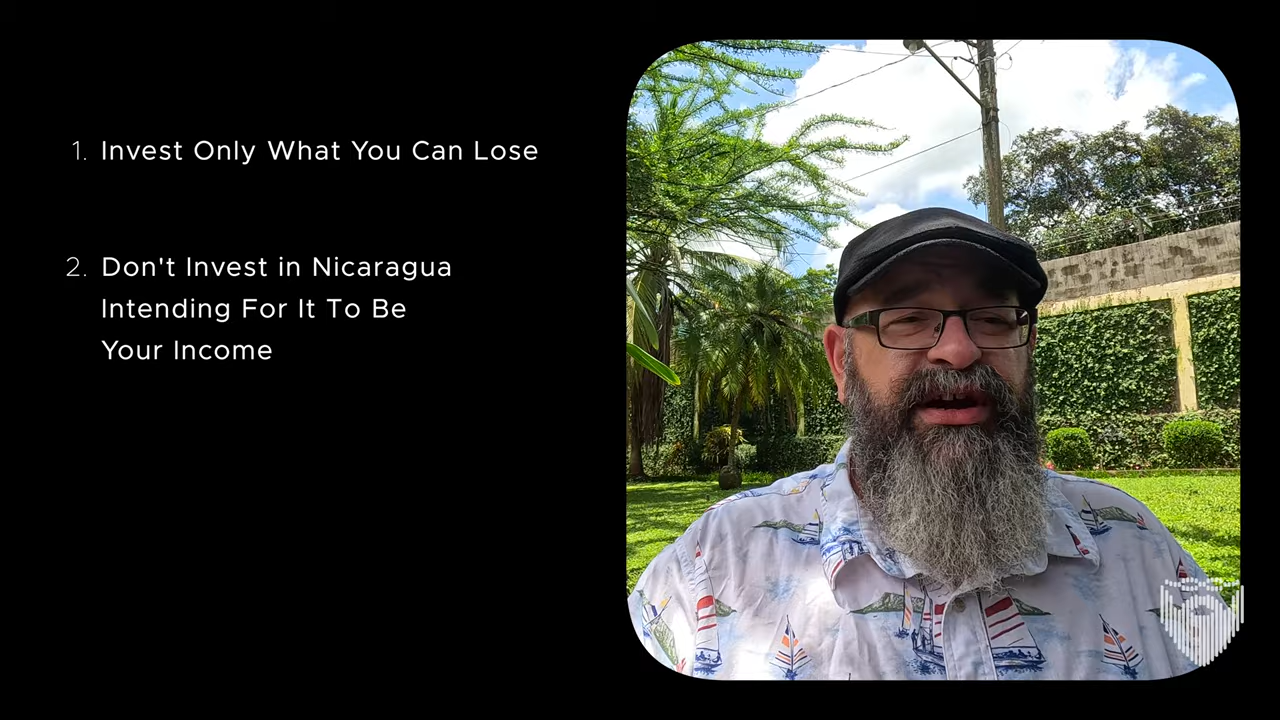 1. Invest Only What You Can Lose
2. Don't Invest in Nicaragua
Intending For It To Be
Your Income